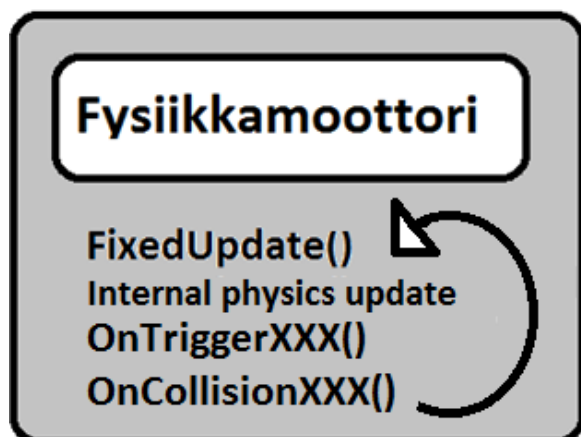 Fysiikkamoottori
FixedUpdate()
Internal physics update
OnTriggerXXX()
OnCollisionXXX()